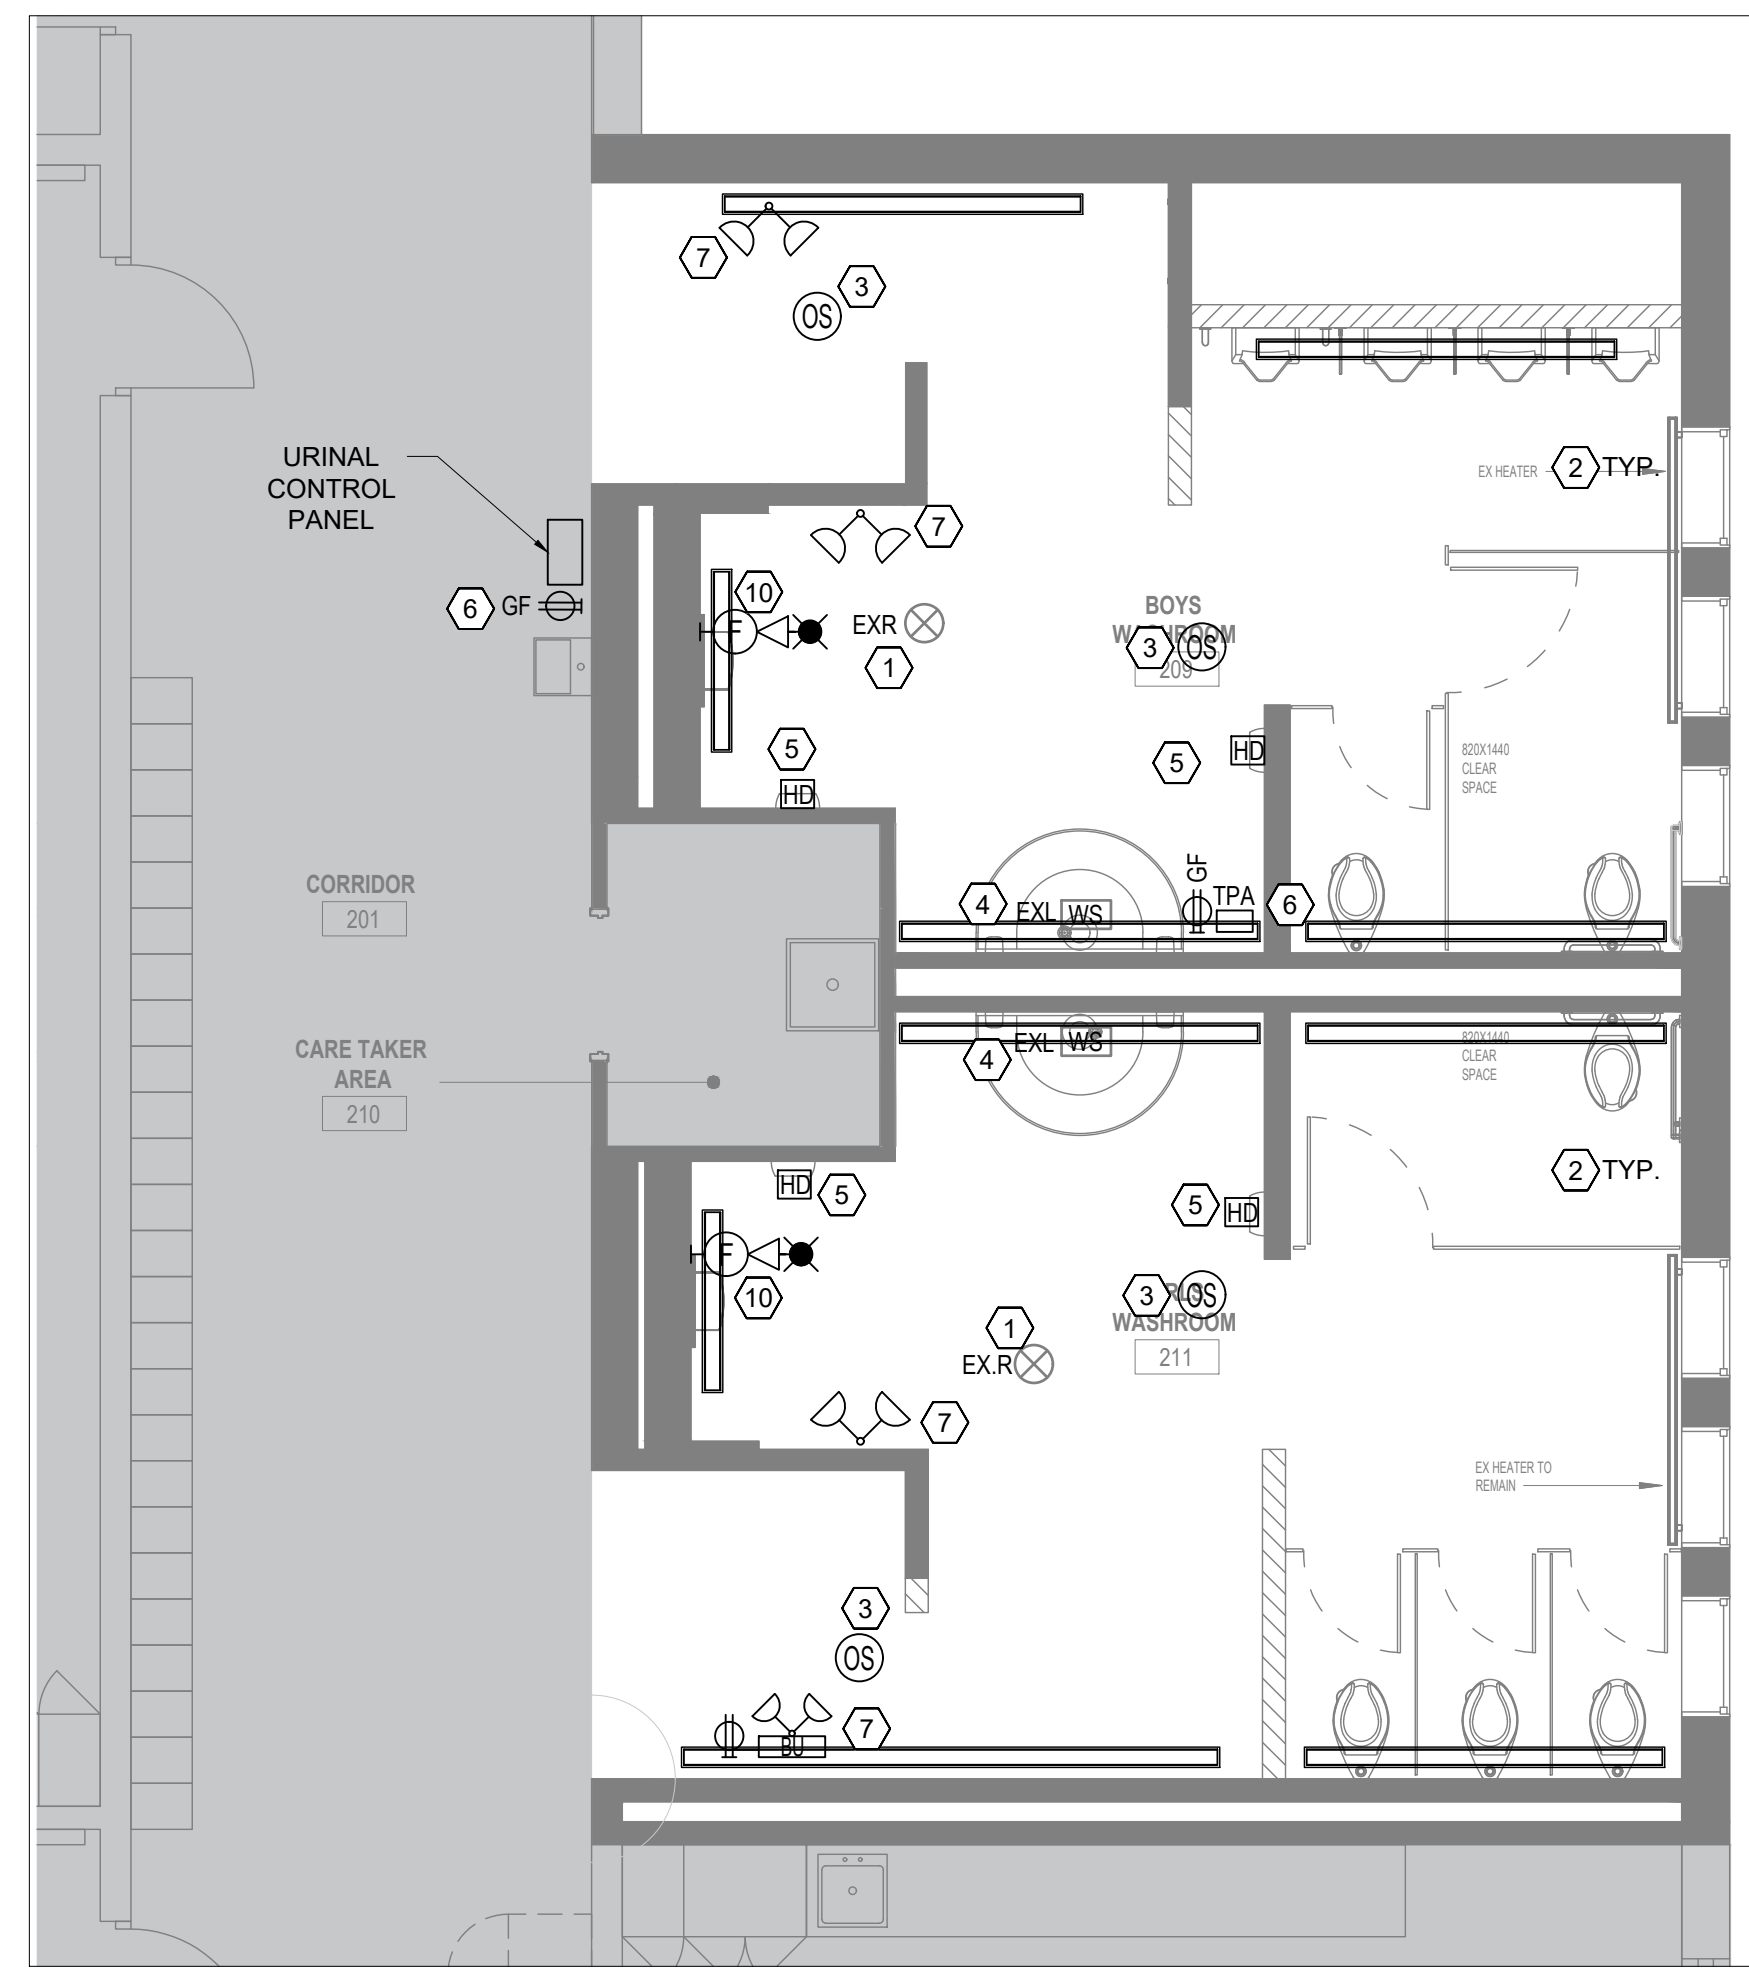 7
3
OS
URINAL
CONTROL
PANEL
EX HEATER
2 TYP.
7
10
6 GF
F
EXR
1
BOYS
WASHROOM
3 OS
209
5
HD
5
HD
820X1440
CLEAR
SPACE
CORRIDOR
201
4
EXL
WS
GF
TPA
6
CARE TAKER
AREA
210
4
EXL
WS
820X1440
CLEAR
SPACE
HD
5
5
HD
2 TYP.
F
10
3 OS
RLS
WASHROOM
211
1
EX.R
7
EX HEATER TO
REMAIN
3
OS
BU
7